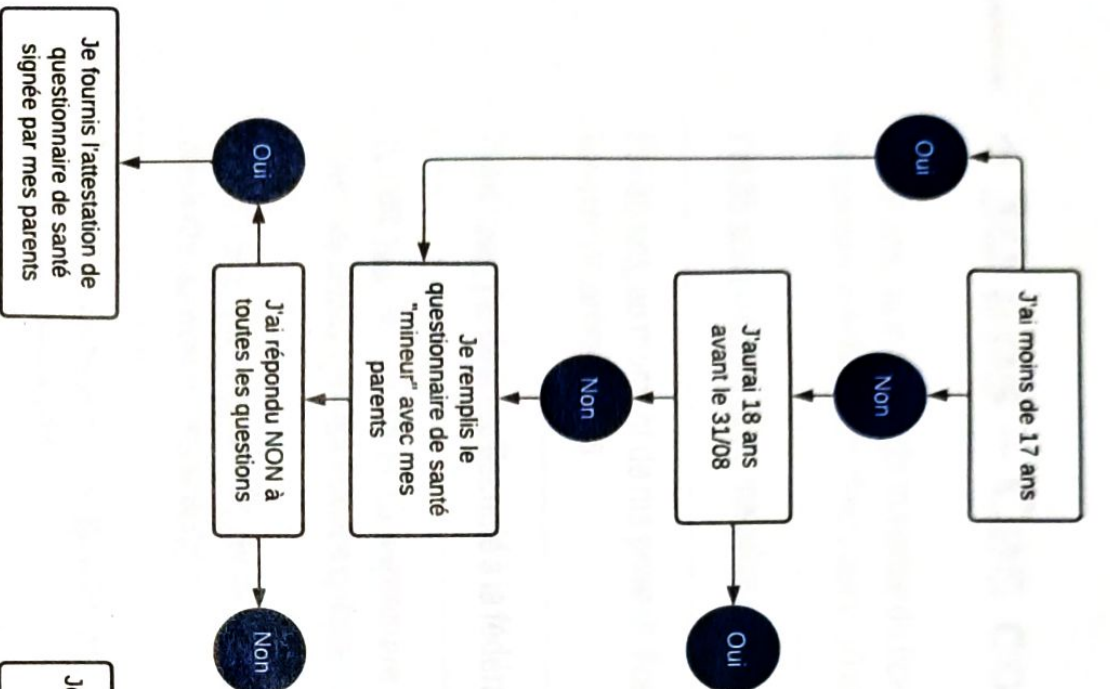 J'ai moins de 17 ans
Oui
Non
J'aurai 18 ans
avant le 31/08
Non
Oui
Je remplis le
questionnaire de santé
"mineur" avec mes
parents
J'ai répondu NON à
toutes les questions
Oui
Non
Je fournis l'attestation de
questionnaire de santé
signée par mes parents